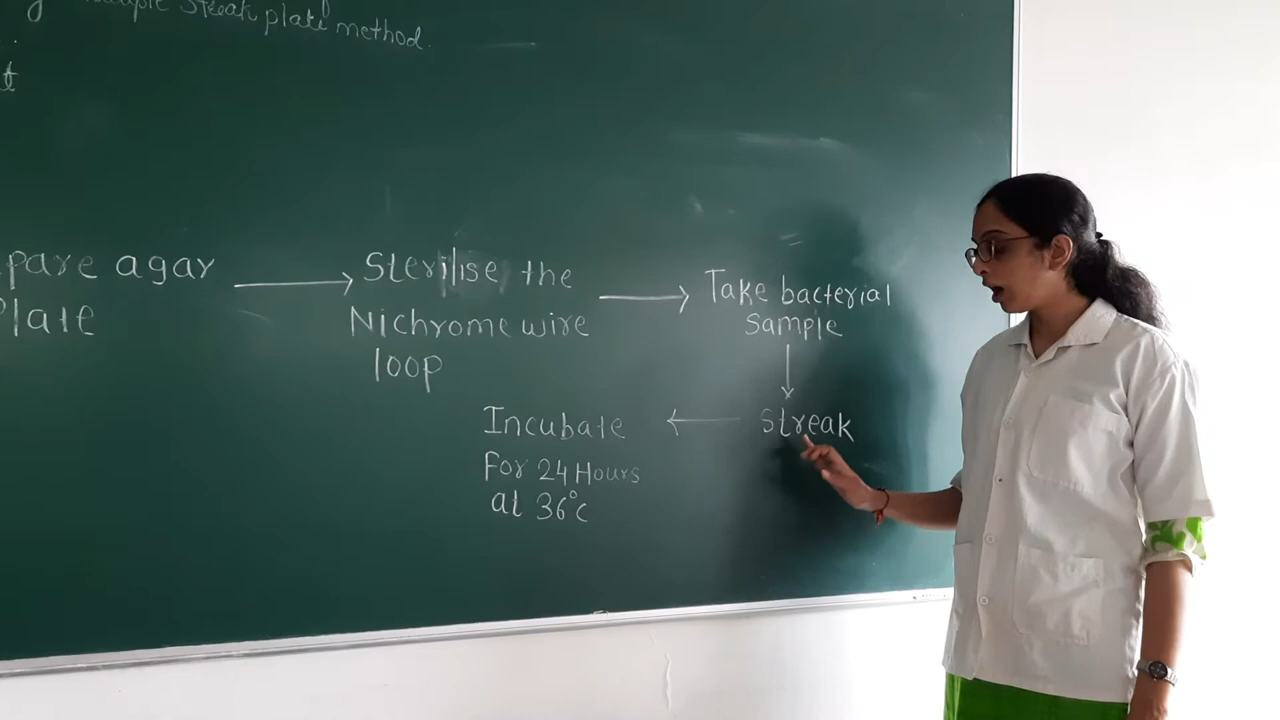 streak plate method.
t
pare agar
Plate
Sterilise the
Nichrome wire
loop
Take bacterial
Sample
Streak
Incubate
For 24 Hours
at 36°C